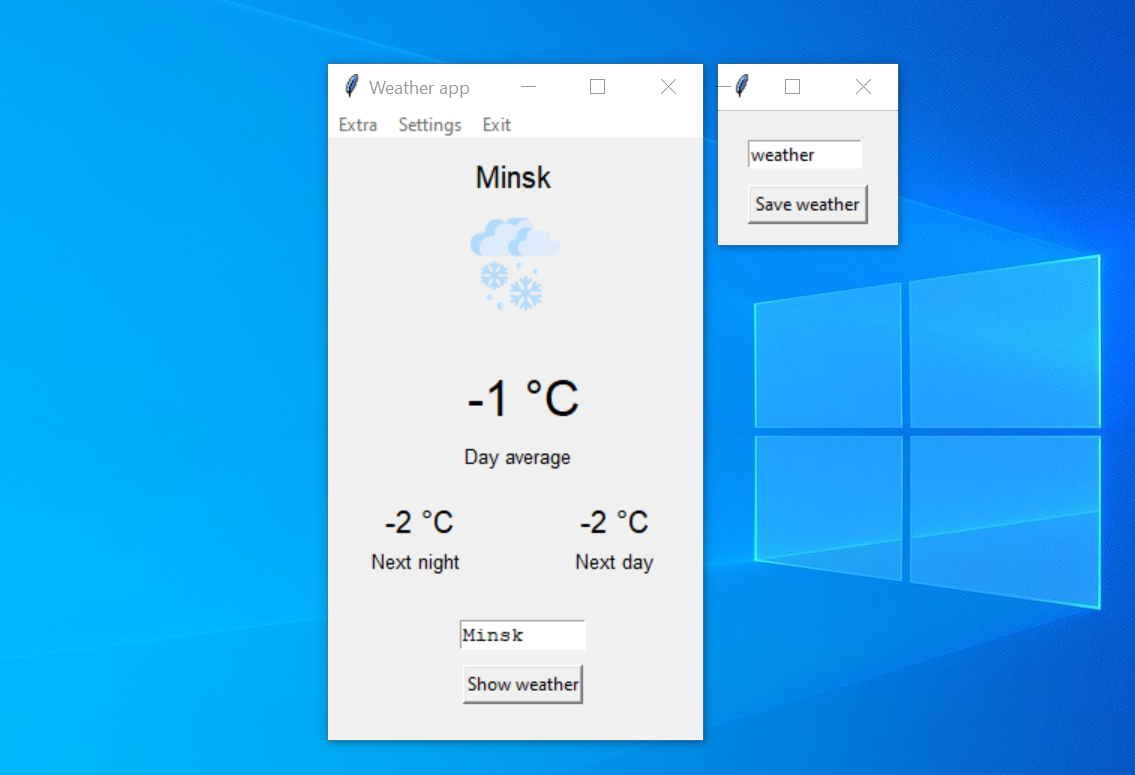 Weather app
Extra Settings Exit
Minsk
-1 °C
Day average
-2 °C -2 °C
Next night Next day
Minsk
Show weather
weather
Save weather